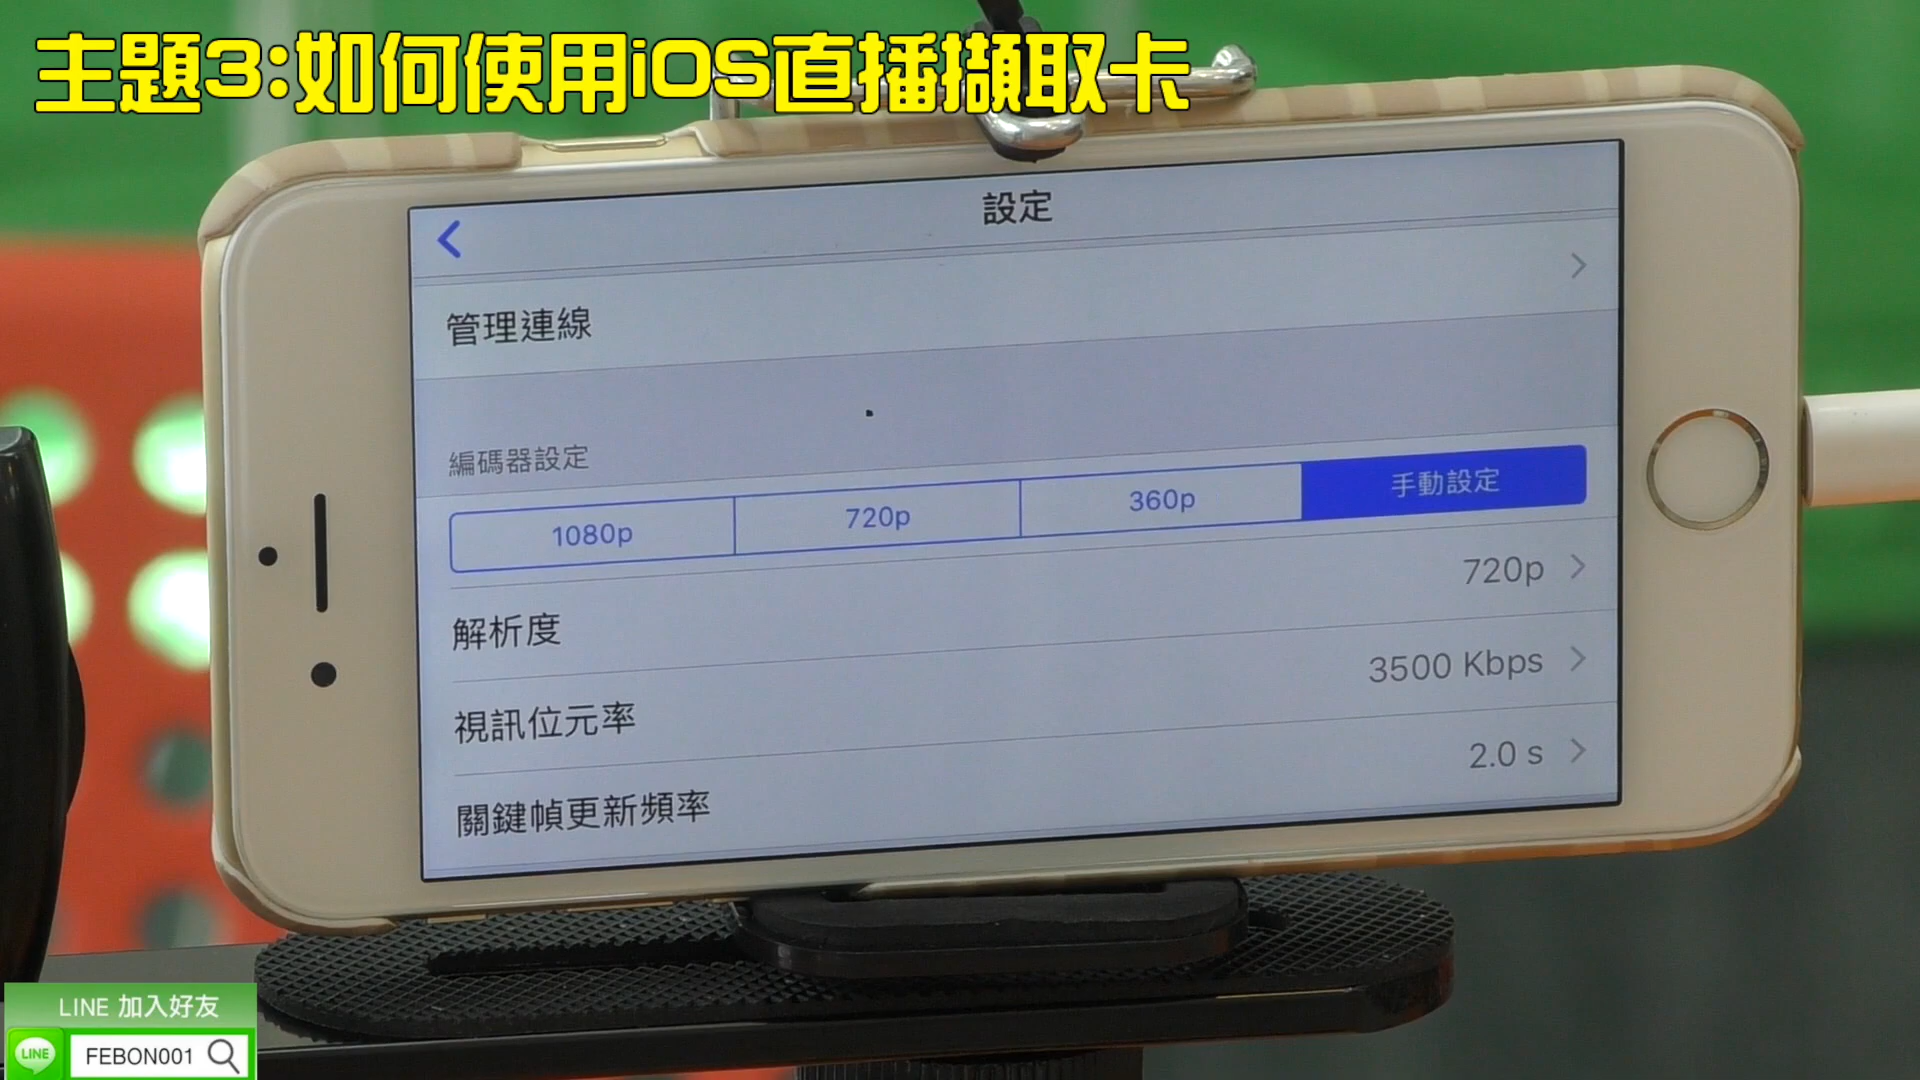 主題3:如何使用iOS直播擷取卡
設定
管理連線
編碼器設定
1080p 720p 360p 手動設定
解析度 720p
視訊位元率 3500 Kbps
關鍵幀更新頻率 2.0 s
LINE 加入好友
LINE FEBON001